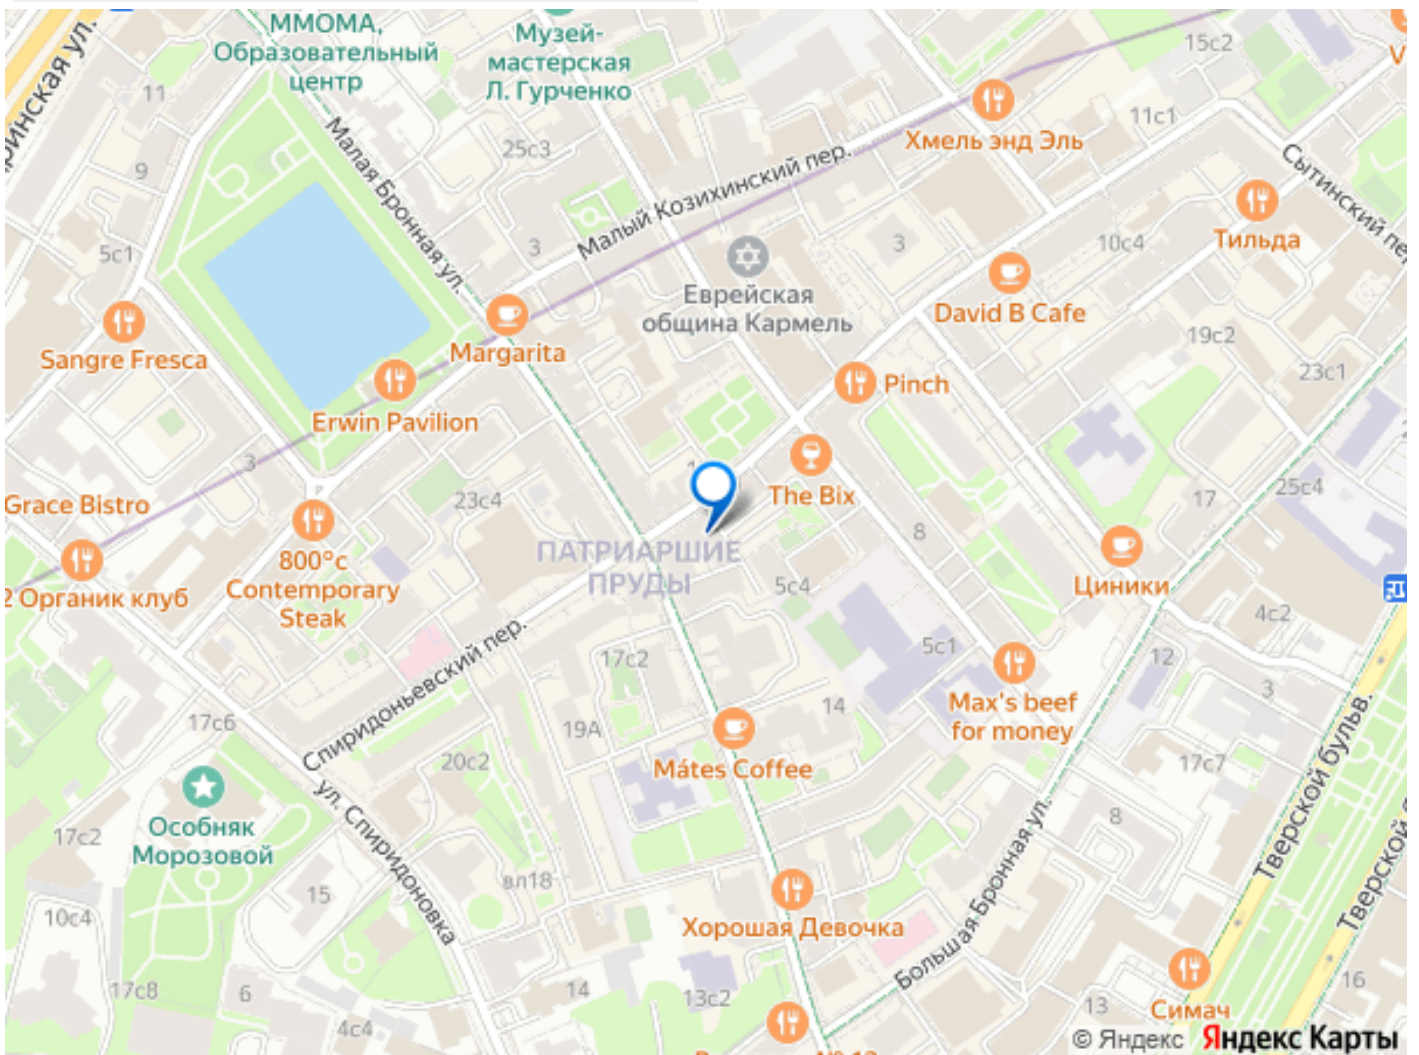 ММОМА,
Образовательный
центр
Музей-
мастерская
Л. Гурченко
15с2
11
25с3
Малая Бронная ул.
11с1
Хмель энд Эль
Малый Козихинский пер.
Сытинский пер
9
Тильда
5с1
3
3
10с4
Еврейская
община Кармель
David B Cafe
Sangre Fresca
Margarita
19с2
Pinch
23с1
Erwin Pavilion
3
Grace Bistro
23с4
The Bix
17
25с4
8
ПАТРИАРШИЕ
ПРУДЫ
800°c
Contemporary
Steak
2 Органик клуб
5с4
Циники
4с2
Спиридоньевский пер.
17с2
5с1
12
3
Max's beef
for money
17с6
19А
14
Mátes Coffee
20с2
17с7
Тверской бульв.
ул. Спиридоновка
Особняк
Морозовой
17с2
8
15
вл18
Хорошая Девочка
Большая Бронная ул.
10с4
17с8
6
4с4
14
13с2
13
16
Симач
© Яндекс Яндекс Карты